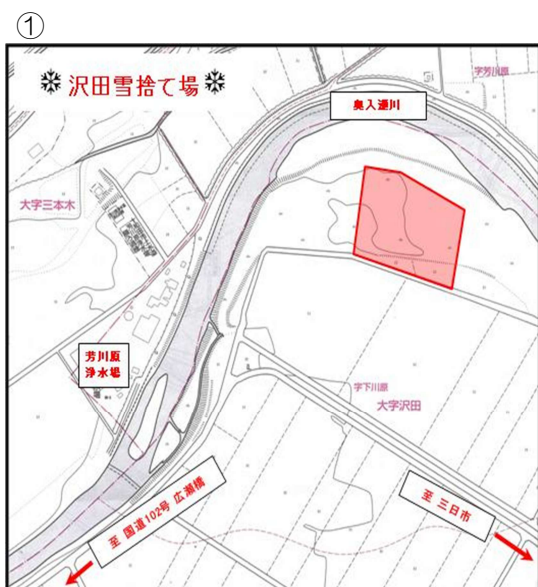 ①
❄沢田雪捨て場❄
奥入瀬川
字芳川原
大字三本木
芳川原
浄水場
字下川原
大字沢田
至 国道102号 広瀬橋
至 三日市